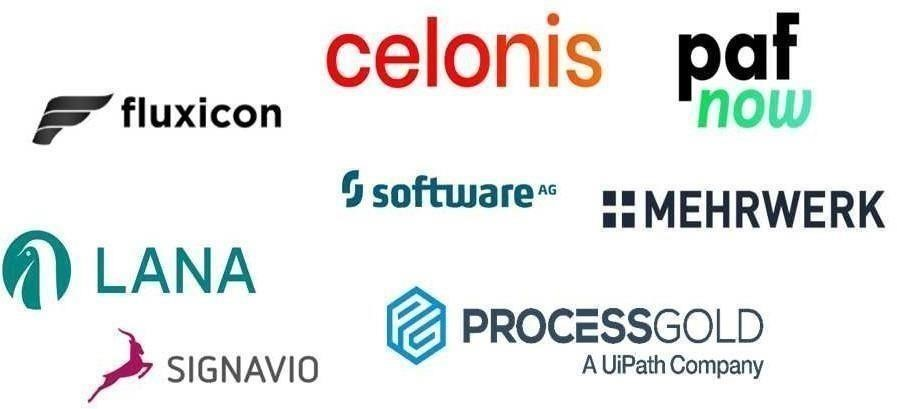 celonis
paf
now
fluxicon
software AG
MEHRWERK
LANA
PROCESSGOLD
A UiPath Company
SIGNAVIO